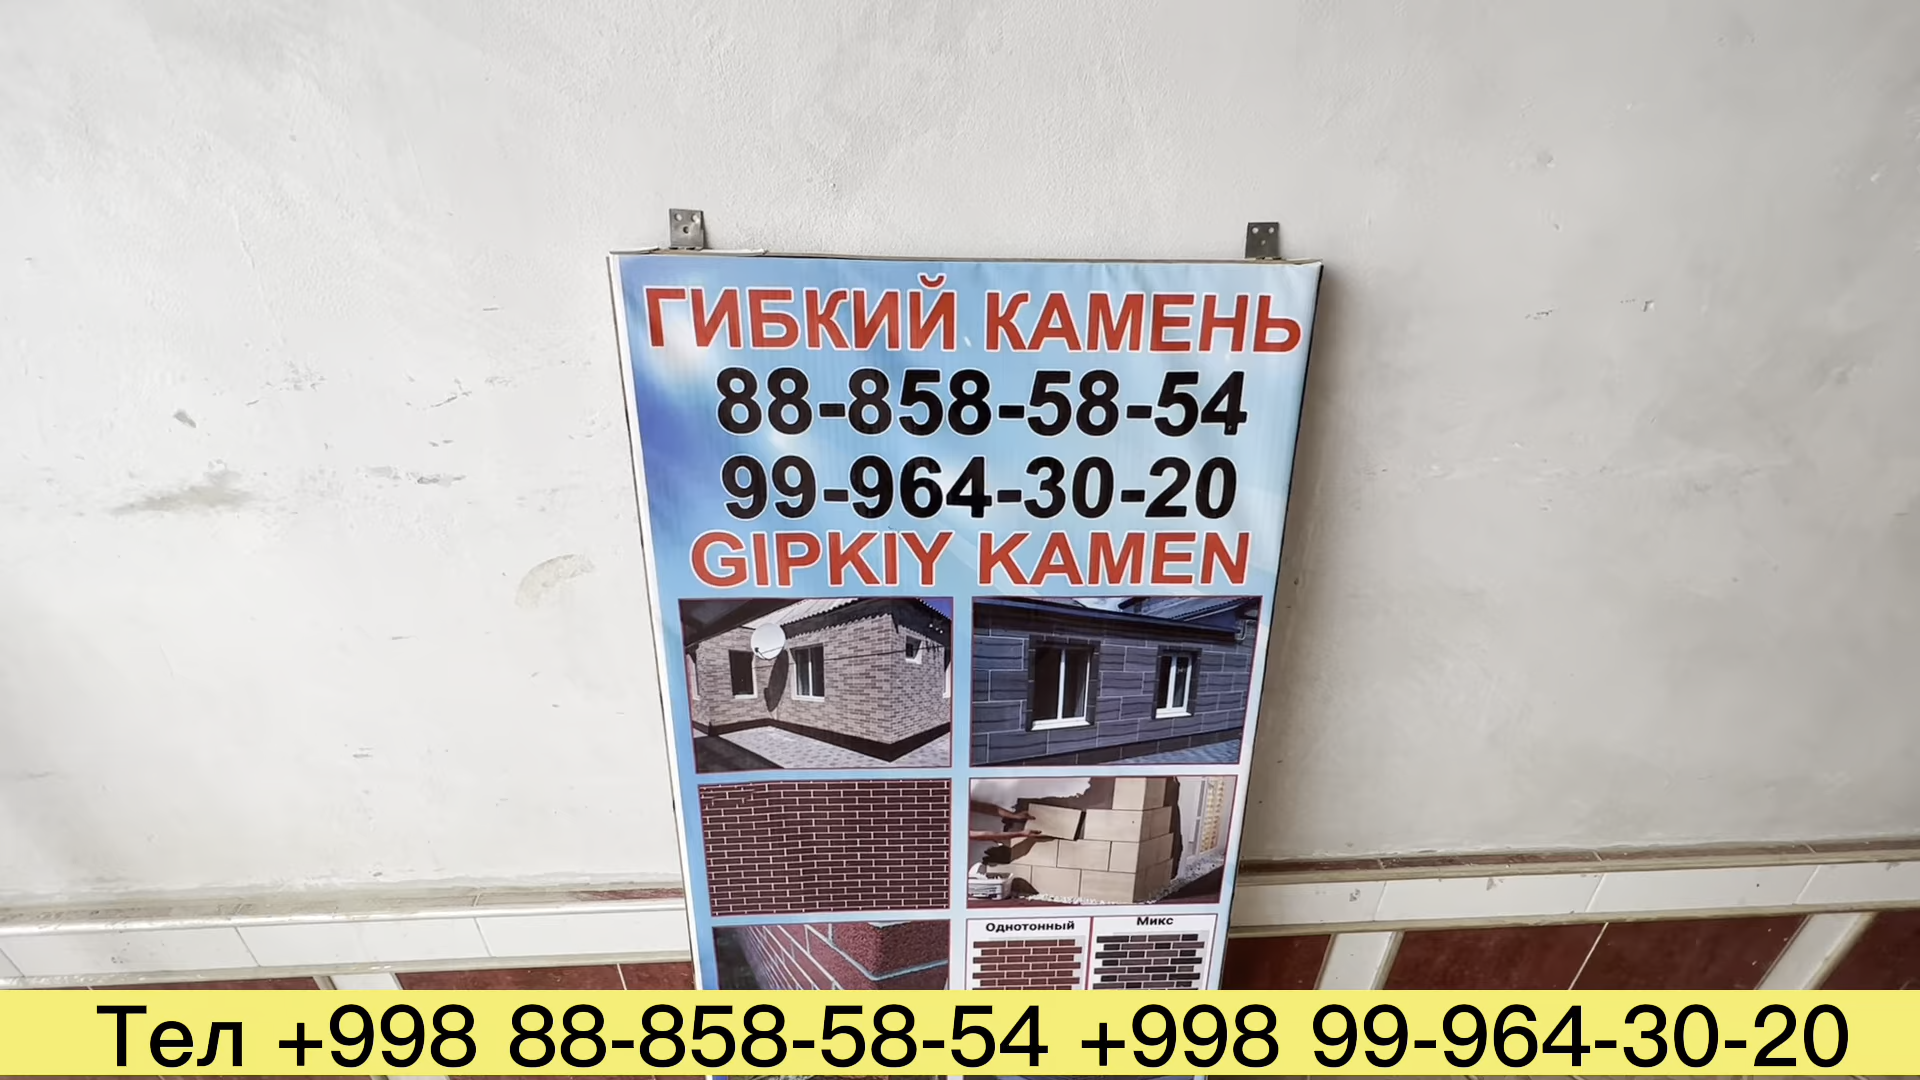 ГИБКИЙ КАМЕНЬ
88-858-58-54
99-964-30-20
GIPKIY KAMEN
Однотонный Микс
Тел +998 88-858-58-54 +998 99-964-30-20